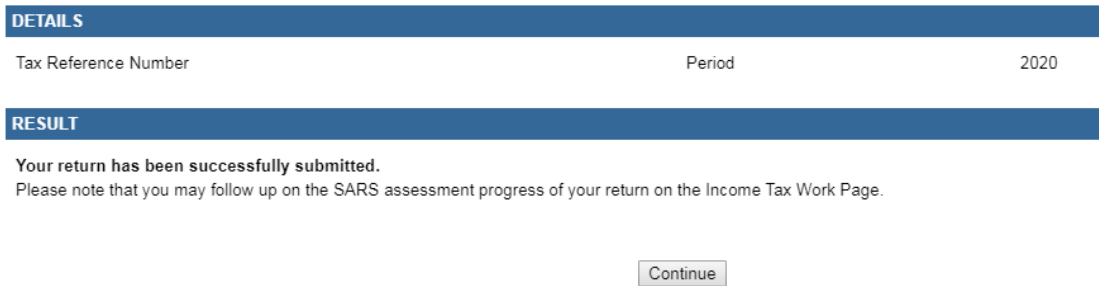 DETAILS
Tax Reference Number Period 2020
RESULT
Your return has been successfully submitted.
Please note that you may follow up on the SARS assessment progress of your return on the Income Tax Work Page.
Continue